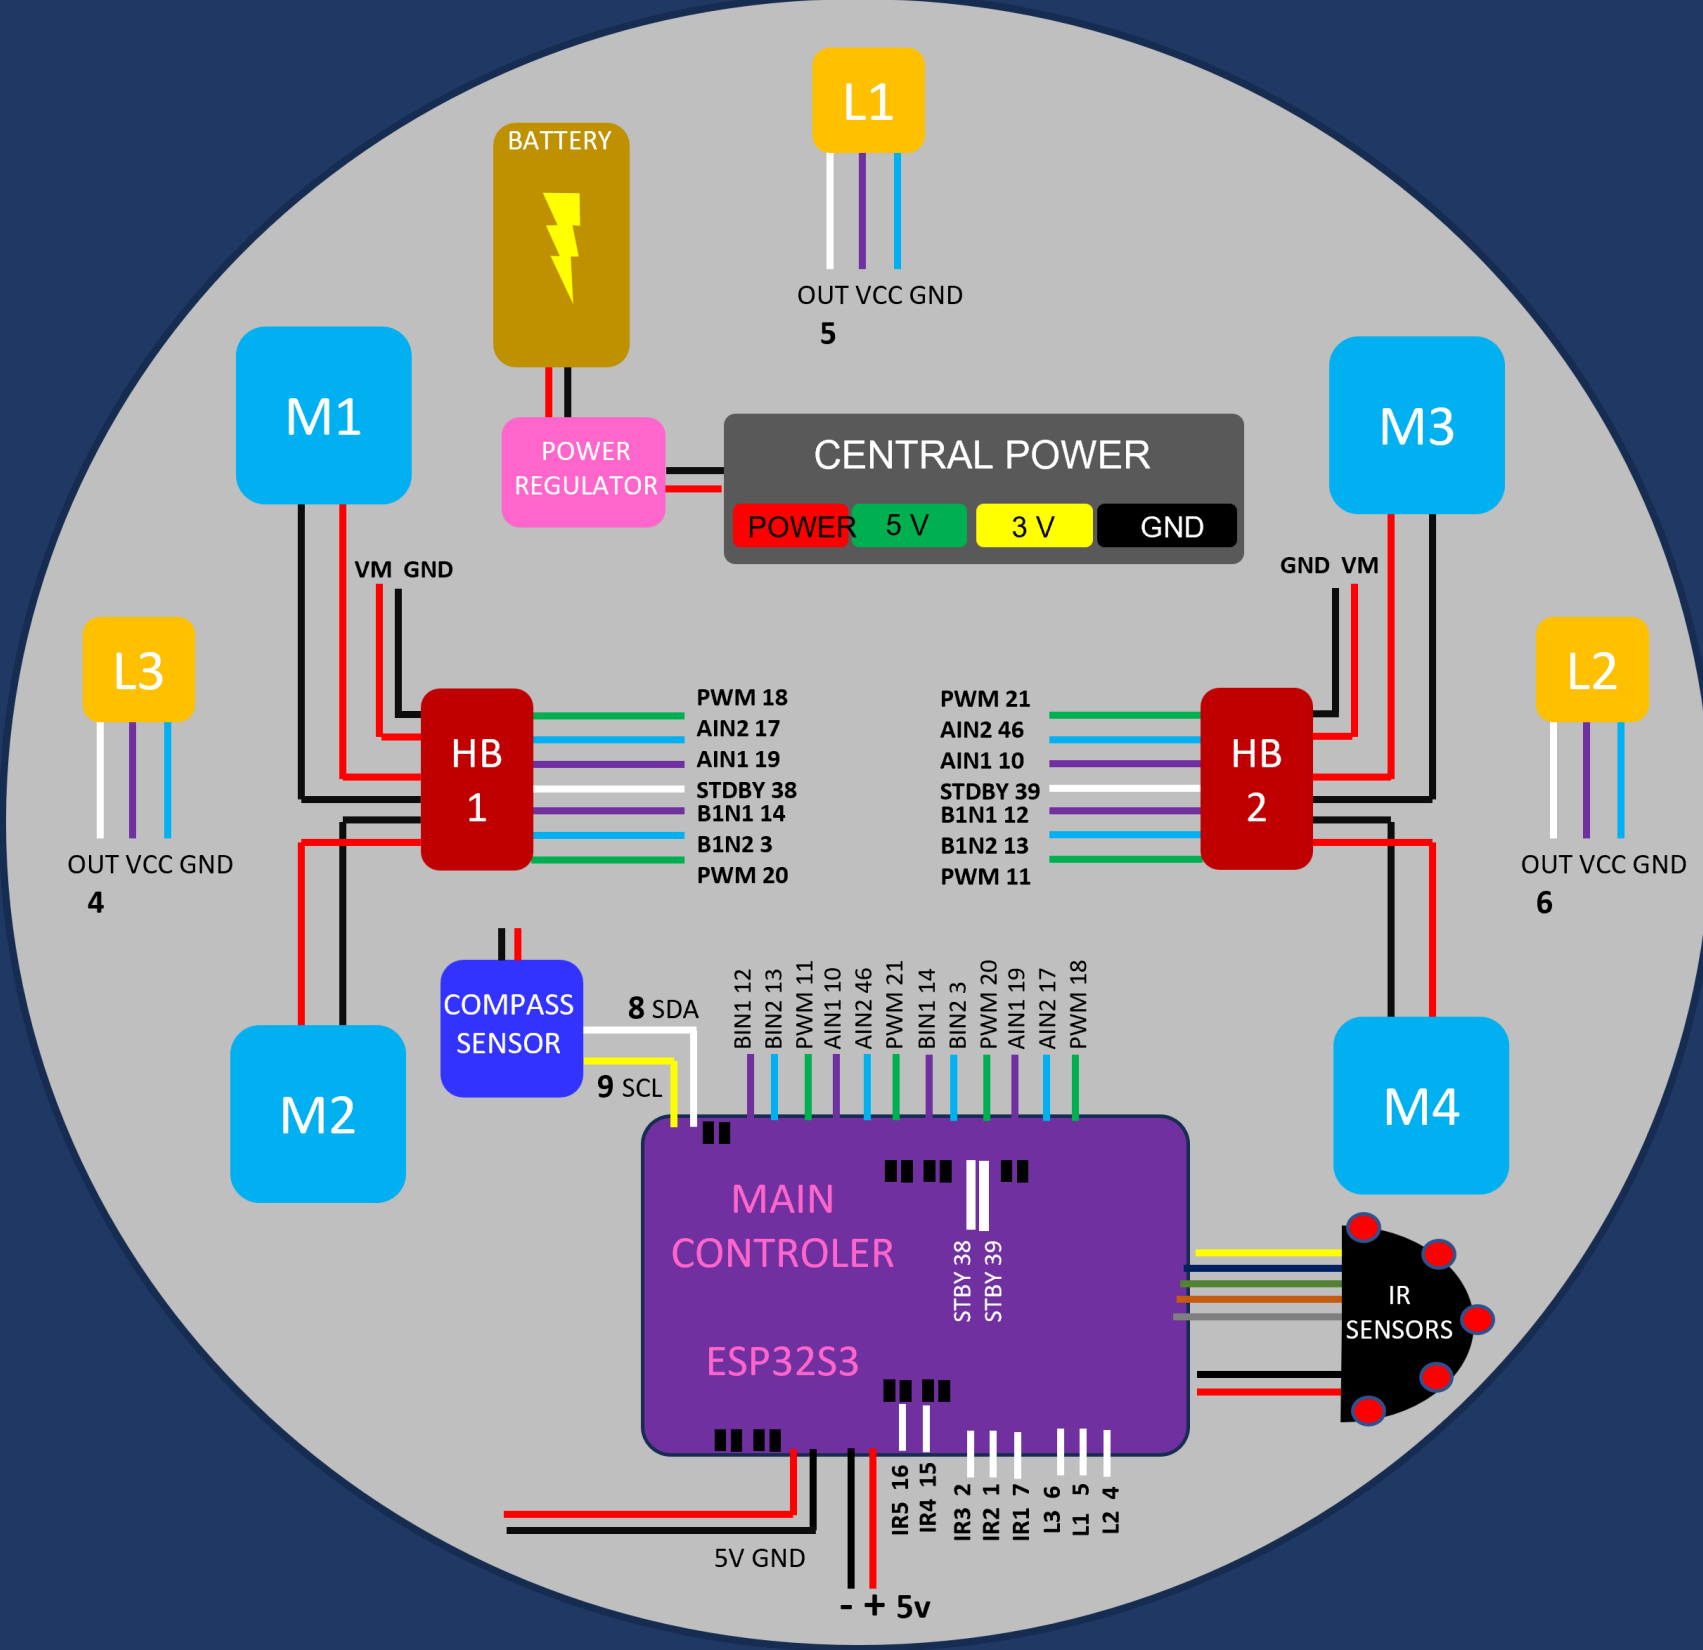 L1
BATTERY
OUT VCC GND
5
M1
M3
POWER
REGULATOR
CENTRAL POWER
POWER
5 V
3 V
GND
VM GND
GND VM
L3
L2
HB
1
PWM 18
AIN2 17
AIN1 19
STDBY 38
B1N1 14
B1N2 3
PWM 20
PWM 21
AIN2 46
AIN1 10
STDBY 39
B1N1 12
B1N2 13
PWM 11
HB
2
OUT VCC GND
4
OUT VCC GND
6
COMPASS
SENSOR
8 SDA
9 SCL
BIN1 12
BIN2 13
PWM 11
AIN1 10
AIN2 46
PWM 21
BIN1 14
BIN2 3
PWM 20
AIN1 19
AIN2 17
PWM 18
M2
M4
MAIN
CONTROLER
STBY 38
STBY 39
ESP32S3
IR
SENSORS
IR5 16
IR4 15
IR3 2
IR2 1
IR1 7
L3 6
L1 5
L2 4
5V GND
- + 5v